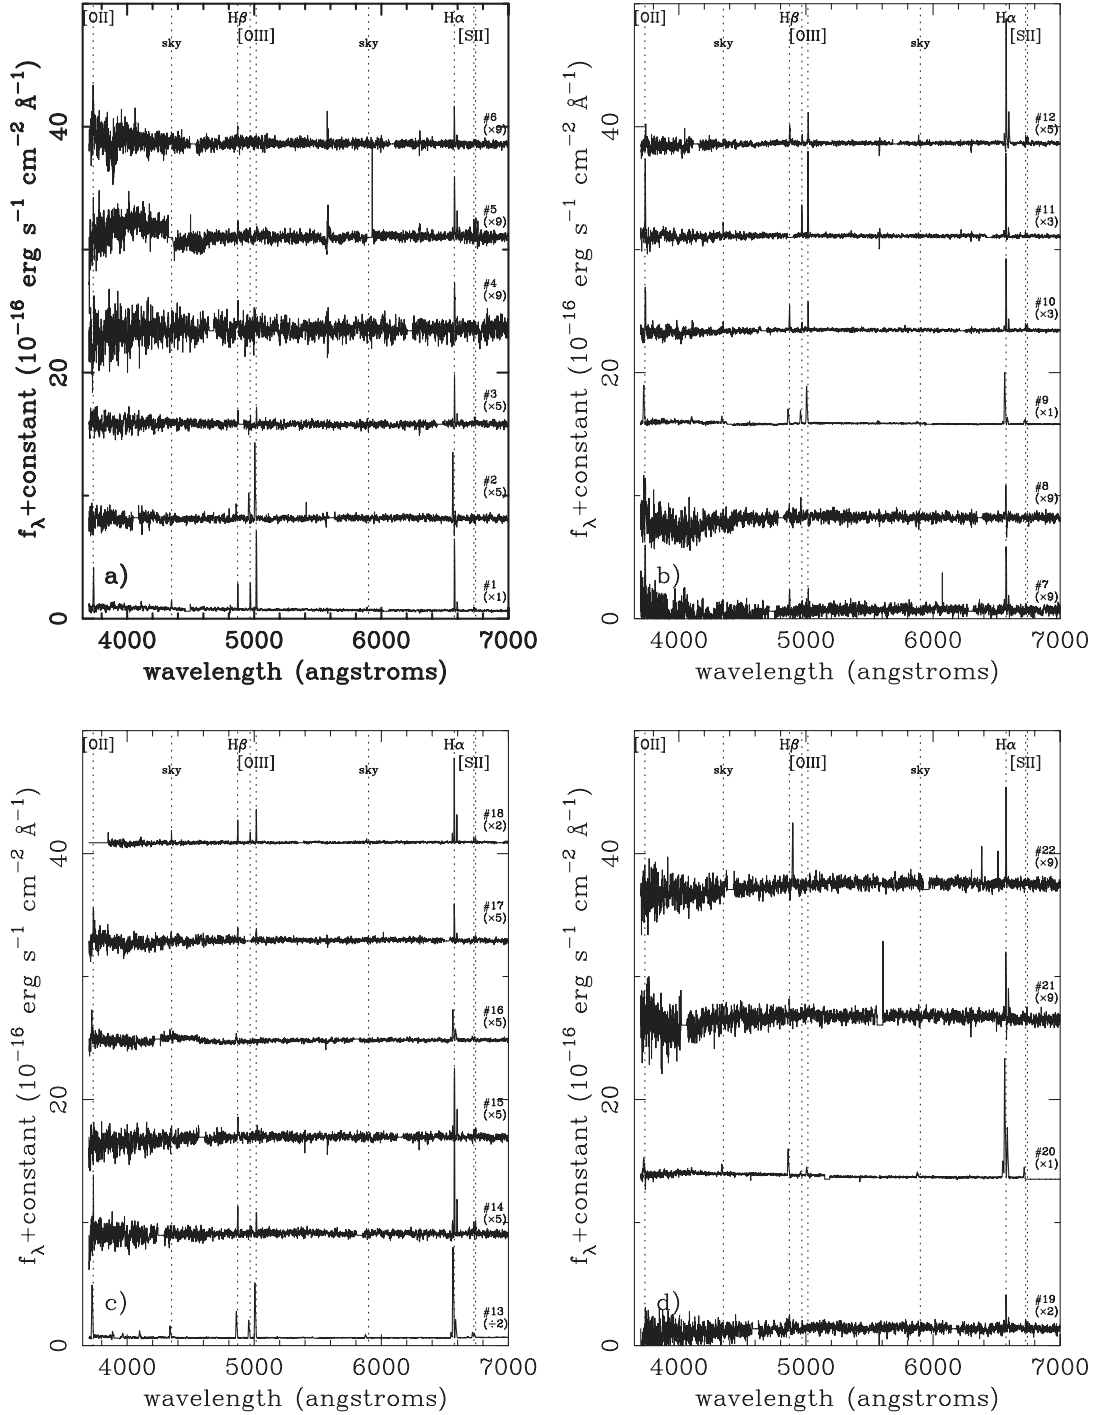 [OII] Hβ Hα
[OIII] [SII]
sky sky
f_λ+constant (10^−16 erg s^−1 cm^−2 Å^−1)
40
20
0
#6
(×9)
#5
(×9)
#4
(×9)
#3
(×5)
#2
(×5)
#1
(×1)
a)
4000 5000 6000 7000
wavelength (angstroms)
[OII] Hβ Hα
[OIII] [SII]
sky sky
f_λ+constant (10^−16 erg s^−1 cm^−2 Å^−1)
40
20
0
#12
(×5)
#11
(×3)
#10
(×3)
#9
(×1)
#8
(×9)
#7
(×9)
b)
4000 5000 6000 7000
wavelength (angstroms)
[OII] Hβ Hα
[OIII] [SII]
sky sky
f_λ+constant (10^−16 erg s^−1 cm^−2 Å^−1)
40
20
0
#18
(×2)
#17
(×5)
#16
(×5)
#15
(×5)
#14
(×5)
#13
(÷2)
c)
4000 5000 6000 7000
wavelength (angstroms)
[OII] Hβ Hα
[OIII] [SII]
sky sky
f_λ+constant (10^−16 erg s^−1 cm^−2 Å^−1)
40
20
0
#22
(×9)
#21
(×9)
#20
(×1)
#19
(×2)
d)
4000 5000 6000 7000
wavelength (angstroms)